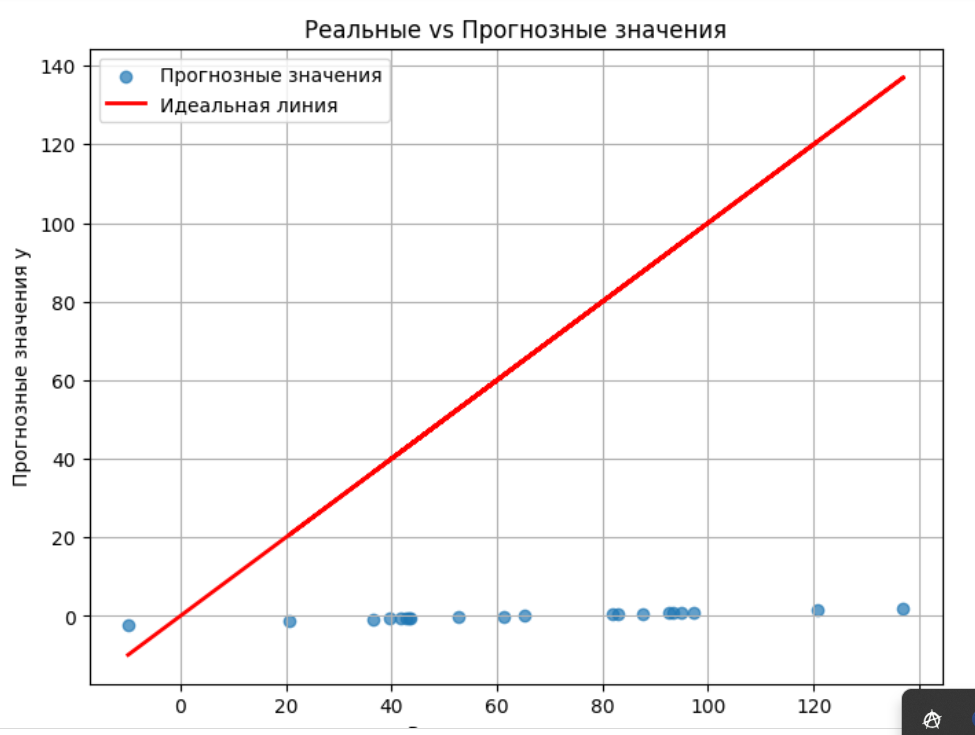 Реальные vs Прогнозные значения
Прогнозные значения
Идеальная линия
Прогнозные значения y
140
120
100
80
60
40
20
0
0 20 40 60 80 100 120